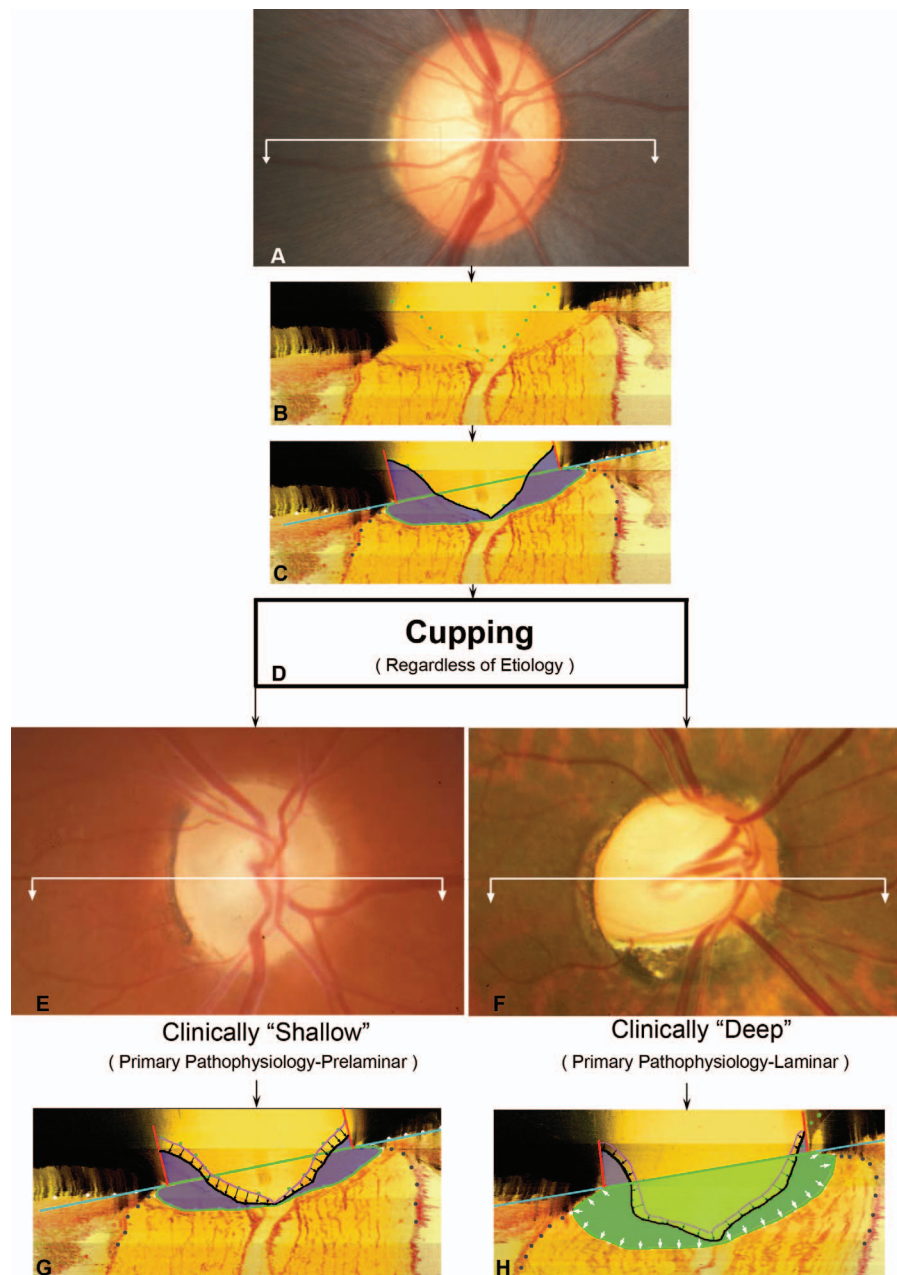 A
B
C
Cupping
( Regardless of Etiology )
D
E
F
Clinically “Shallow”
( Primary Pathophysiology-Prelaminar )
Clinically “Deep”
( Primary Pathophysiology-Laminar )
G
H